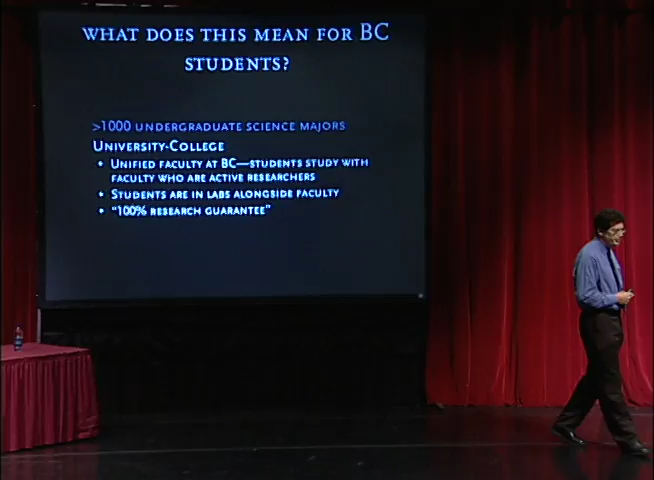 WHAT DOES THIS MEAN FOR BC
STUDENTS?
>1000 UNDERGRADUATE SCIENCE MAJORS
UNIVERSITY-COLLEGE
• UNIFIED FACULTY AT BC—STUDENTS STUDY WITH
FACULTY WHO ARE ACTIVE RESEARCHERS
• STUDENTS ARE IN LABS ALONGSIDE FACULTY
• “100% RESEARCH GUARANTEE”